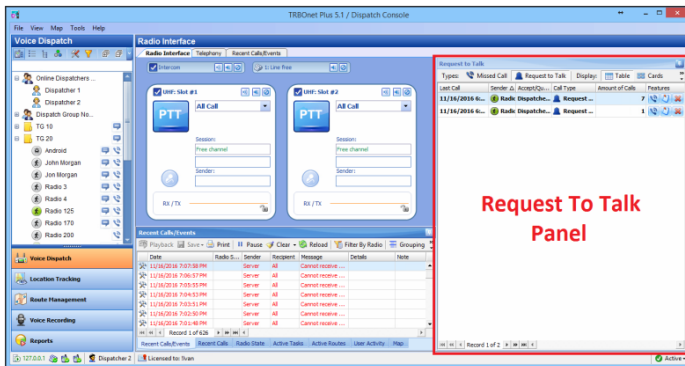 TRBOnet Plus 5.1 / Dispatch Console
File View Map Tools Help
Voice Dispatch
Online Dispatchers ...
Dispatcher 1
Dispatcher 2
Dispatch Group No...
TG 10
TG 20
Android
John Morgan
Jon Morgan
Radio 3
Radio 4
Radio 125
Radio 170
Radio 200
Voice Dispatch
Location Tracking
Route Management
Voice Recording
Reports
Radio Interface
Radio Interface Telephony Recent Calls/Events
Intercom 1: Line Free
UHF: Slot #1
PTT All Call
Session:
Free channel
Sender:
RX / TX
UHF: Slot #2
PTT All Call
Session:
Free channel
Sender:
RX / TX
Recent Calls/Events
Playback Save Print Pause Clear Reload Filter By Radio Grouping
Date Radio S... Sender Recipient Message Details Note
11/16/2016 7:07:58 PM Server All Cannot receive ...
11/16/2016 7:06:57 PM Server All Cannot receive ...
11/16/2016 7:05:55 PM Server All Cannot receive ...
11/16/2016 7:04:53 PM Server All Cannot receive ...
11/16/2016 7:03:51 PM Server All Cannot receive ...
11/16/2016 7:02:50 PM Server All Cannot receive ...
11/16/2016 7:01:48 PM Server All Cannot receive ...
Record 1 of 626
Recent Calls/Events Recent Calls Radio State Active Tasks Active Routes User Activity Map
Request to Talk
Types: Missed Call Request to Talk Display: Table Cards
Last Call Sender Accept/Qu... Call Type Amount of Calls Features
11/16/2016 6:... Radio Dispatche... Request ... 7
11/16/2016 6:... Radio Dispatche... Request ... 1
Request To Talk
Panel
Record 1 of 2
127.0.0.1 Dispatcher 2 Licensed to: Ivan Active